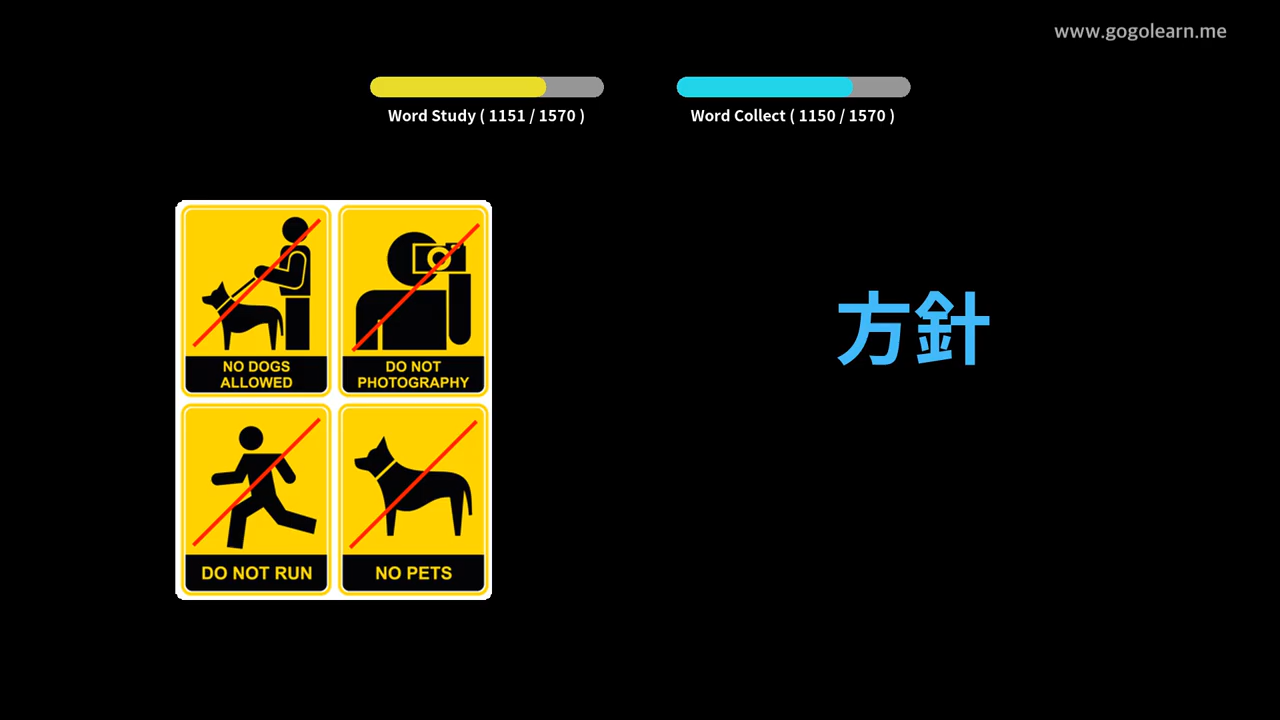 www.gogolearn.me
Word Study ( 1151 / 1570 )
Word Collect ( 1150 / 1570 )
NO DOGS
ALLOWED
DO NOT
PHOTOGRAPHY
方針
DO NOT RUN
NO PETS